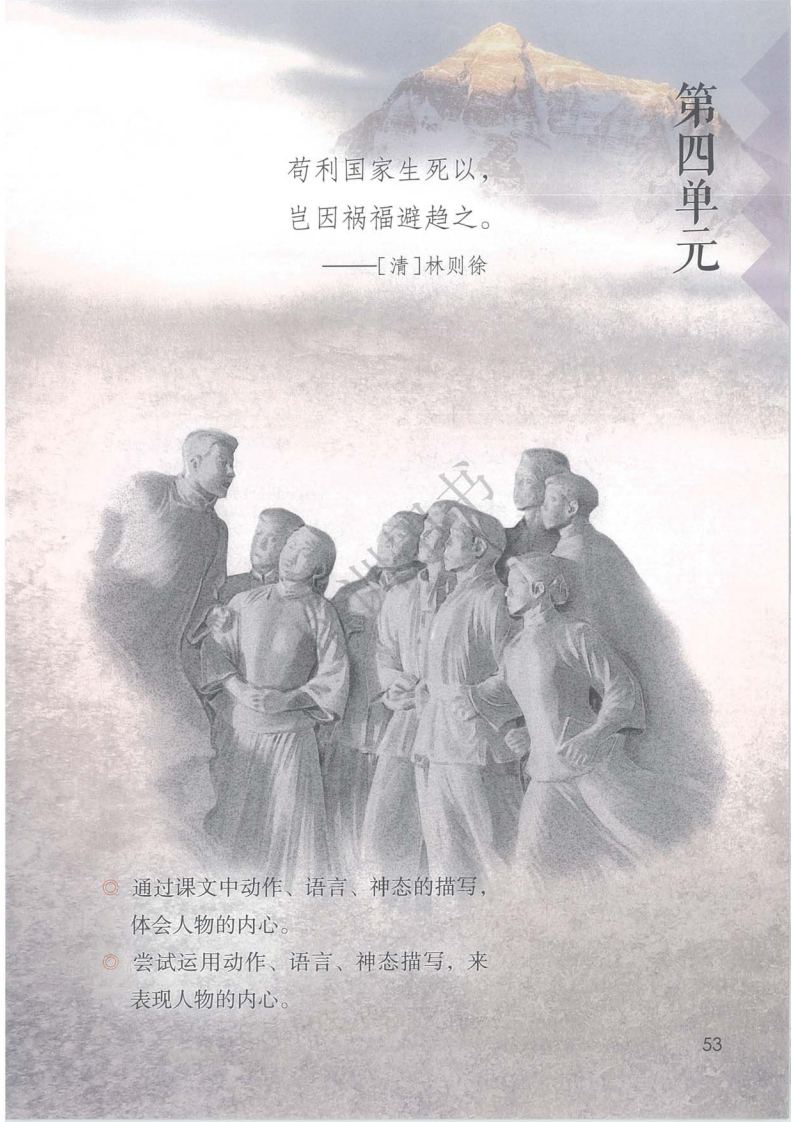 第四单元
苟利国家生死以，
岂因祸福避趋之。
——[清]林则徐
◎ 通过课文中动作、语言、神态的描写，
体会人物的内心。
◎ 尝试运用动作、语言、神态描写，来
表现人物的内心。
53